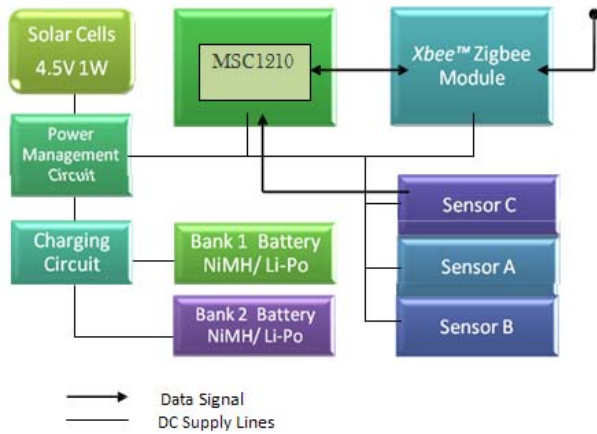 Solar Cells
4.5V 1W
MSC1210
Xbee™ Zigbee
Module
Power
Management
Circuit
Charging
Circuit
Bank 1 Battery
NiMH/ Li-Po
Bank 2 Battery
NiMH/ Li-Po
Sensor C
Sensor A
Sensor B
Data Signal
DC Supply Lines